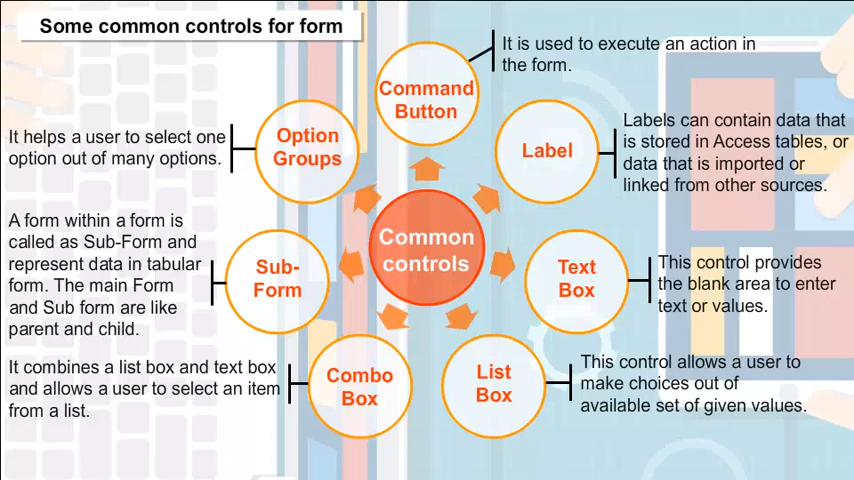 Some common controls for form
Command
Button
It is used to execute an action in
the form.
Label
Labels can contain data that
is stored in Access tables, or
data that is imported or
linked from other sources.
Text
Box
This control provides
the blank area to enter
text or values.
List
Box
This control allows a user to
make choices out of
available set of given values.
Combo
Box
It combines a list box and text box
and allows a user to select an item
from a list.
Sub-
Form
A form within a form is
called as Sub-Form and
represent data in tabular
form. The main Form
and Sub form are like
parent and child.
Option
Groups
It helps a user to select one
option out of many options.
Common
controls